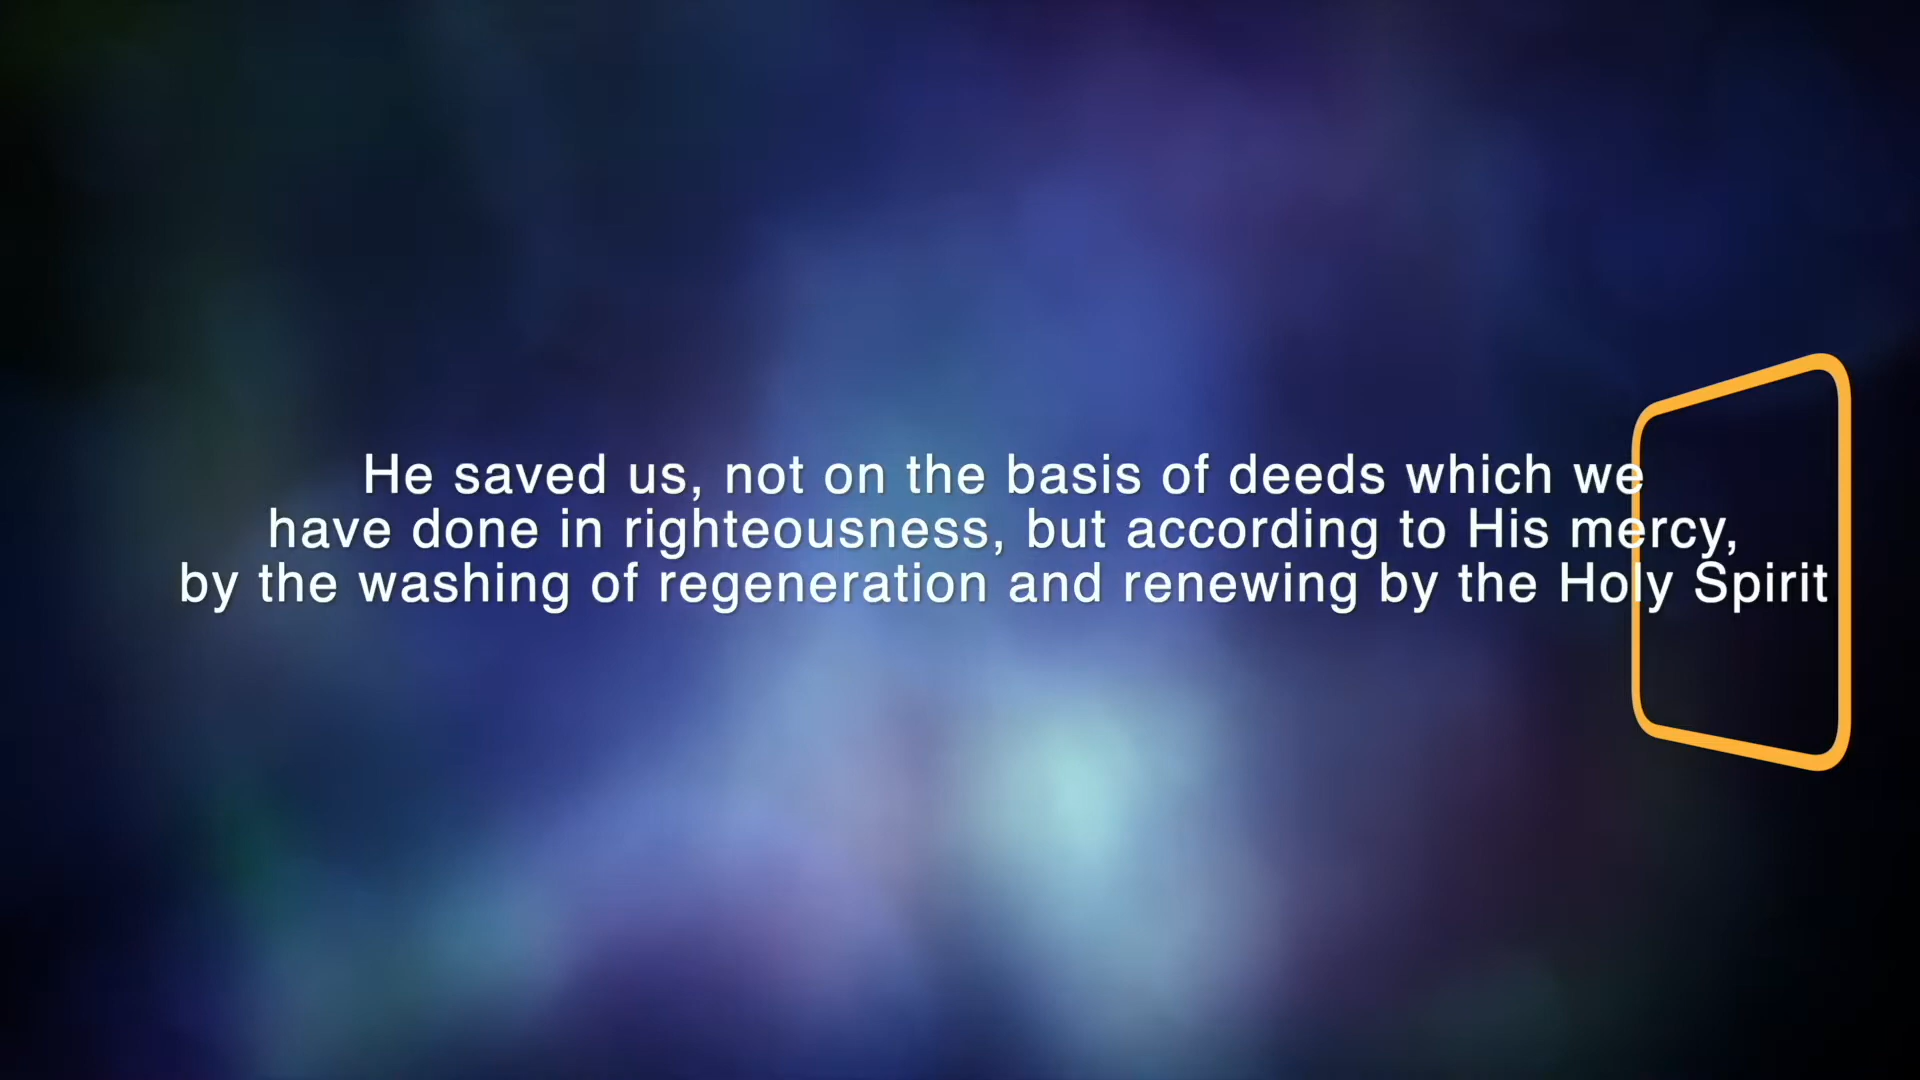 He saved us, not on the basis of deeds which we
have done in righteousness, but according to His mercy,
by the washing of regeneration and renewing by the Holy Spirit